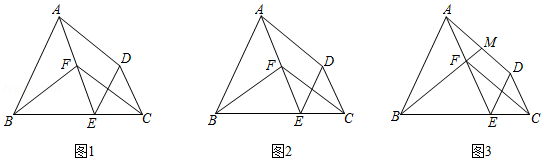 A A A
M
D D D
F F F
B E C B E C B E C
图1 图2 图3